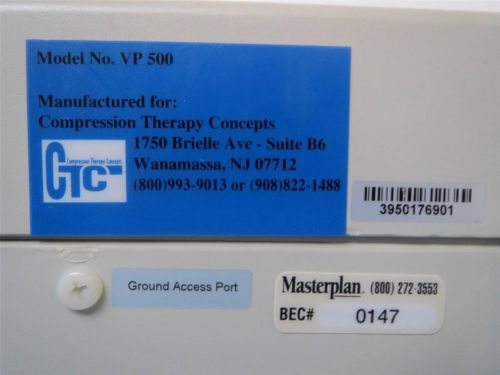 Model No. VP 500
Manufactured for:
Compression Therapy Concepts
1750 Brielle Ave - Suite B6
Wanamassa, NJ 07712
(800)993-9013 or (908)822-1488
Compression Therapy Concepts
CTC
3950176901
Ground Access Port
Masterplan (800) 272-3553
BEC# 0147